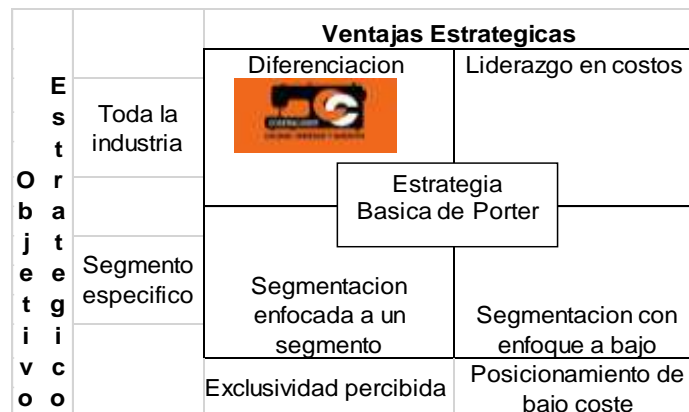 Ventajas Estrategicas
Objetivo
Estrategico
Toda la
industria
Diferenciacion
Liderazgo en costos
Estrategia
Basica de Porter
Segmento
especifico
Segmentacion
enfocada a un
segmento
Segmentacion con
enfoque a bajo
Exclusividad percibida
Posicionamiento de
bajo coste